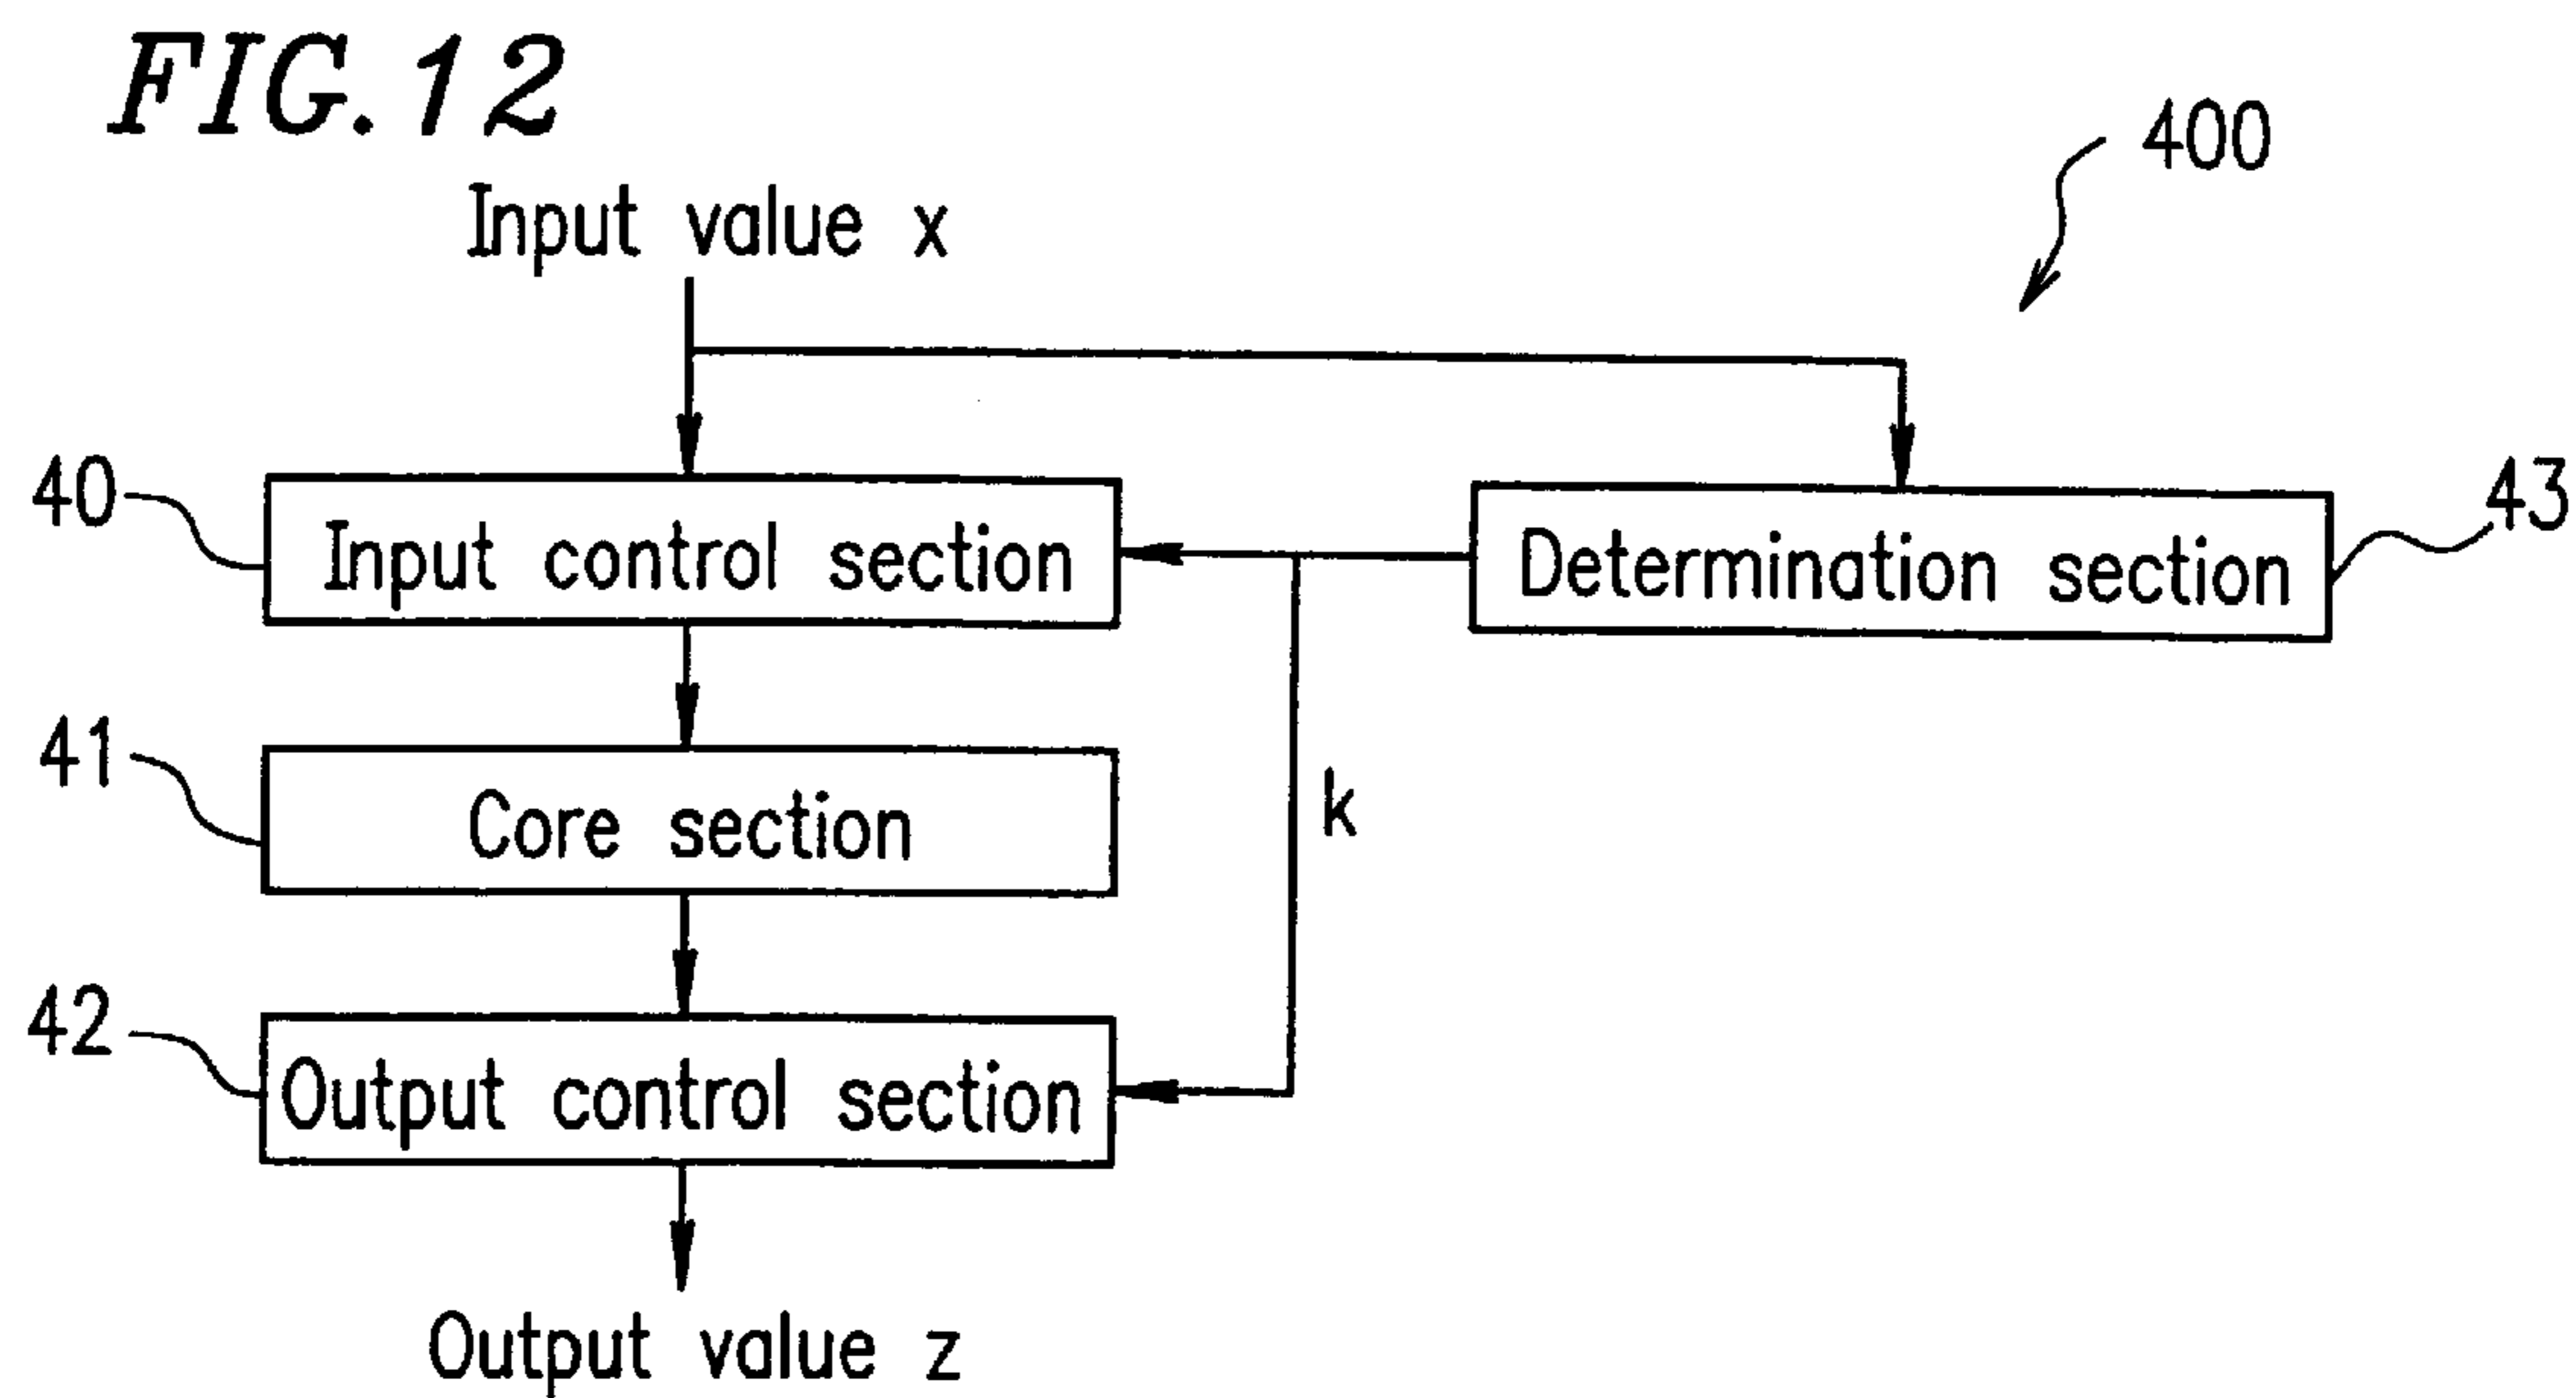 FIG.12
400
Input value x
40
Input control section
Determination section
43
41
Core section
k
42
Output control section
Output value z